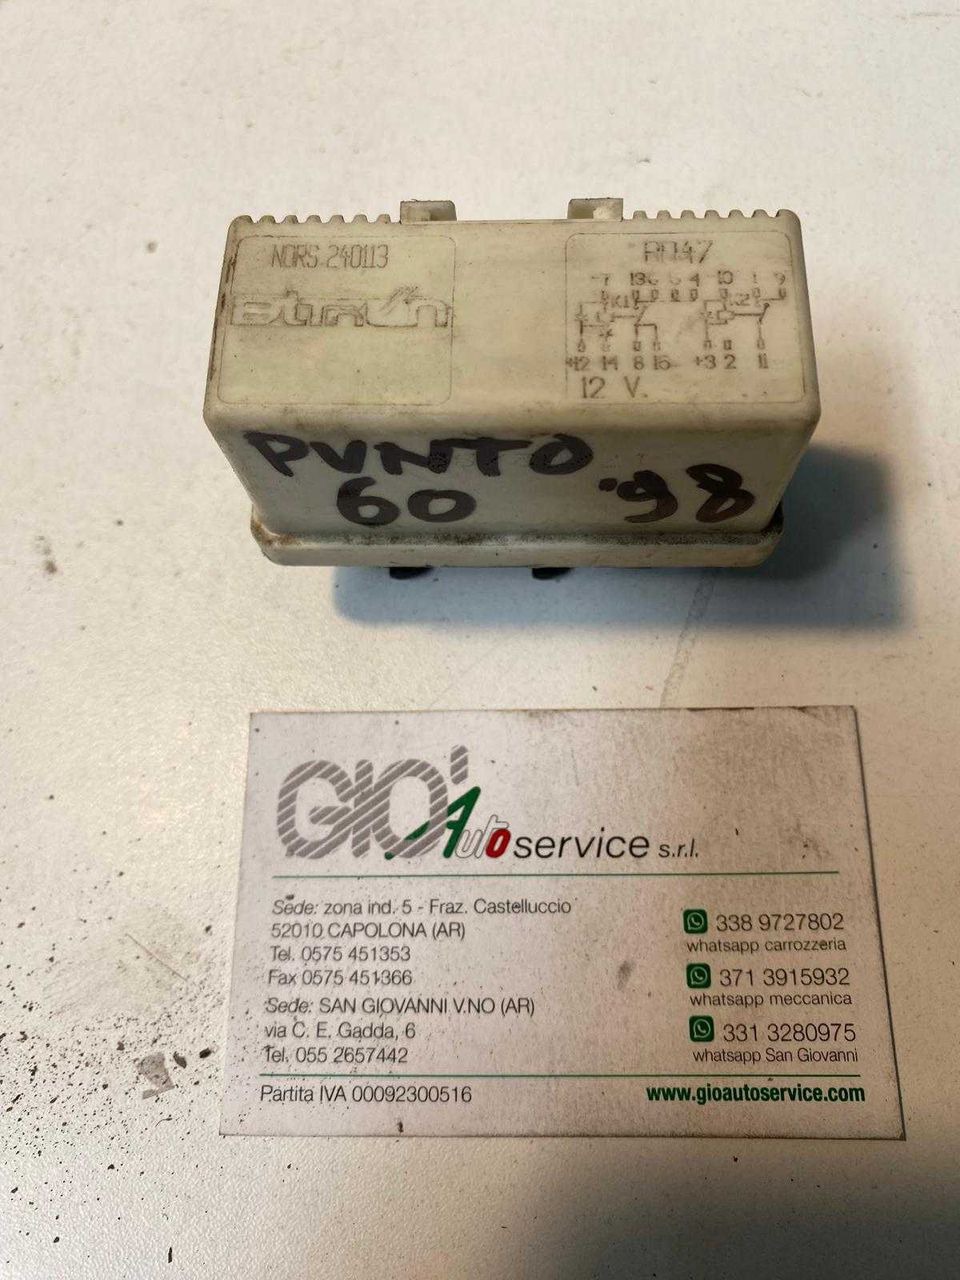 NORS 240113
Bitron
12 V.
PUNTO
60 '98
GIO' Auto service s.r.l.
Sede: zona ind. 5 - Fraz. Castelluccio
52010 CAPOLONA (AR)
Tel. 0575 451353
Fax 0575 451366
Sede: SAN GIOVANNI V.NO (AR)
via C. E. Gadda, 6
Tel. 055 2657442
338 9727802
whatsapp carrozzeria
371 3915932
whatsapp meccanica
331 3280975
whatsapp San Giovanni
Partita IVA 00092300516
www.gioautoservice.com